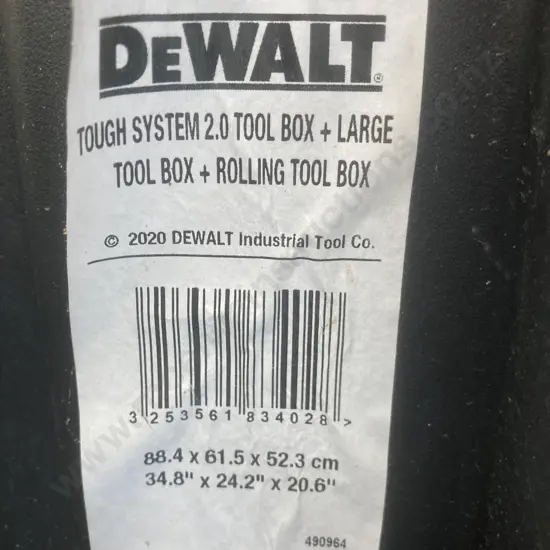 DEWALT®
TOUGH SYSTEM 2.0 TOOL BOX + LARGE
TOOL BOX + ROLLING TOOL BOX
© 2020 DEWALT Industrial Tool Co.
3 253561 834028 >
88.4 x 61.5 x 52.3 cm
34.8" x 24.2" x 20.6"
490964